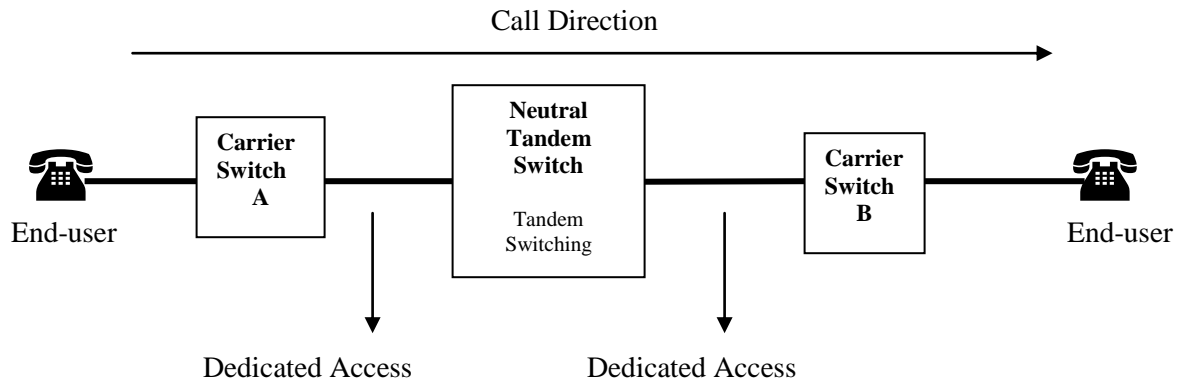 Call Direction
Neutral
Tandem
Switch
Tandem
Switching
Carrier
Switch
A
Carrier
Switch
B
End-user
End-user
Dedicated Access
Dedicated Access